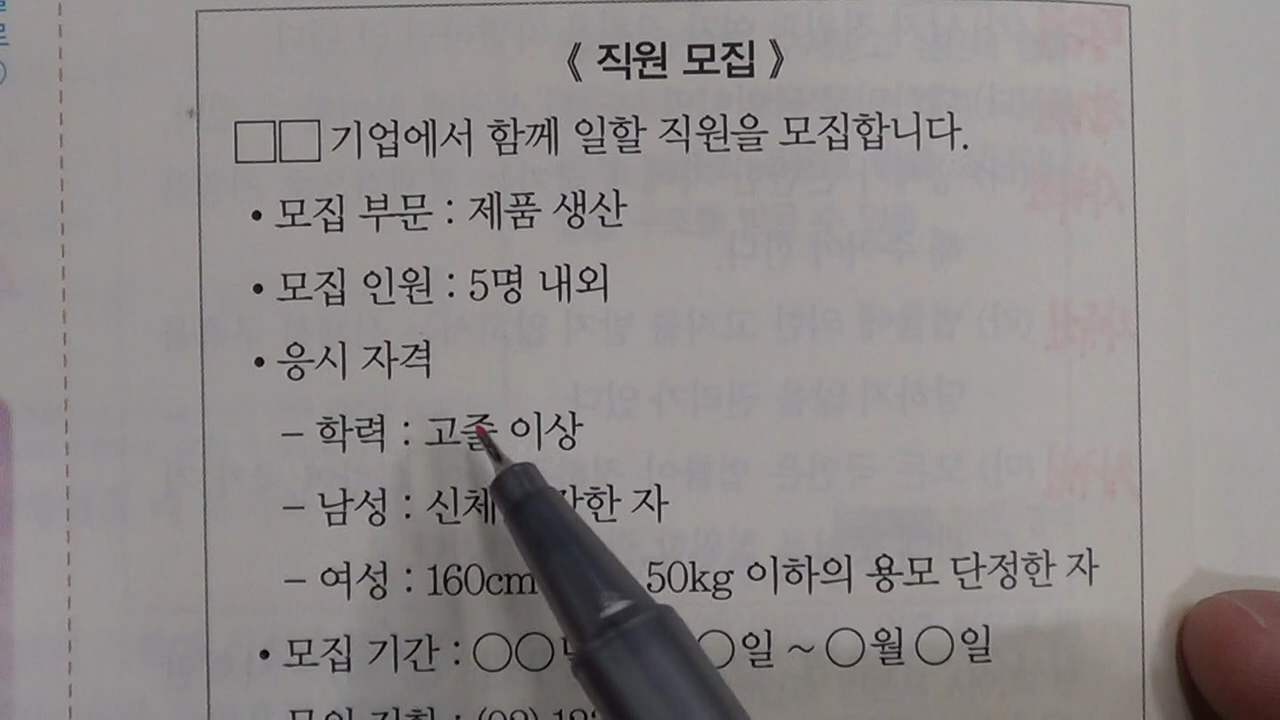 《 직원 모집 》
□□ 기업에서 함께 일할 직원을 모집합니다.
• 모집 부문 : 제품 생산
• 모집 인원 : 5명 내외
• 응시 자격
– 학력 : 고졸 이상
– 남성 : 신체 자
– 여성 : 160cm 50kg 이하의 용모 단정한 자
• 모집 기간 : ○○ ○일 ~ ○월 ○일